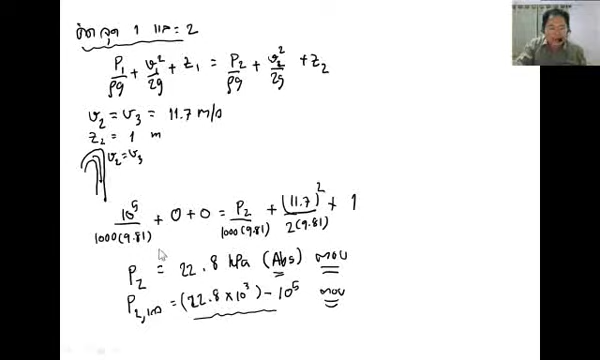 คิดจุด 1 และ 2
P₁/ρg + v₁²/2g + z₁ = P₂/ρg + v₂²/2g + z₂
v₂ = v₃ = 11.7 m/s
z₂ = 1 m
v₂ = v₃
10⁵/1000(9.81) + 0 + 0 = P₂/1000(9.81) + (11.7)²/2(9.81) + 1
P₂ = 22.8 kPa (Abs) ตอบ
P₂,เกจ = (22.8 × 10³) − 10⁵ ตอบ